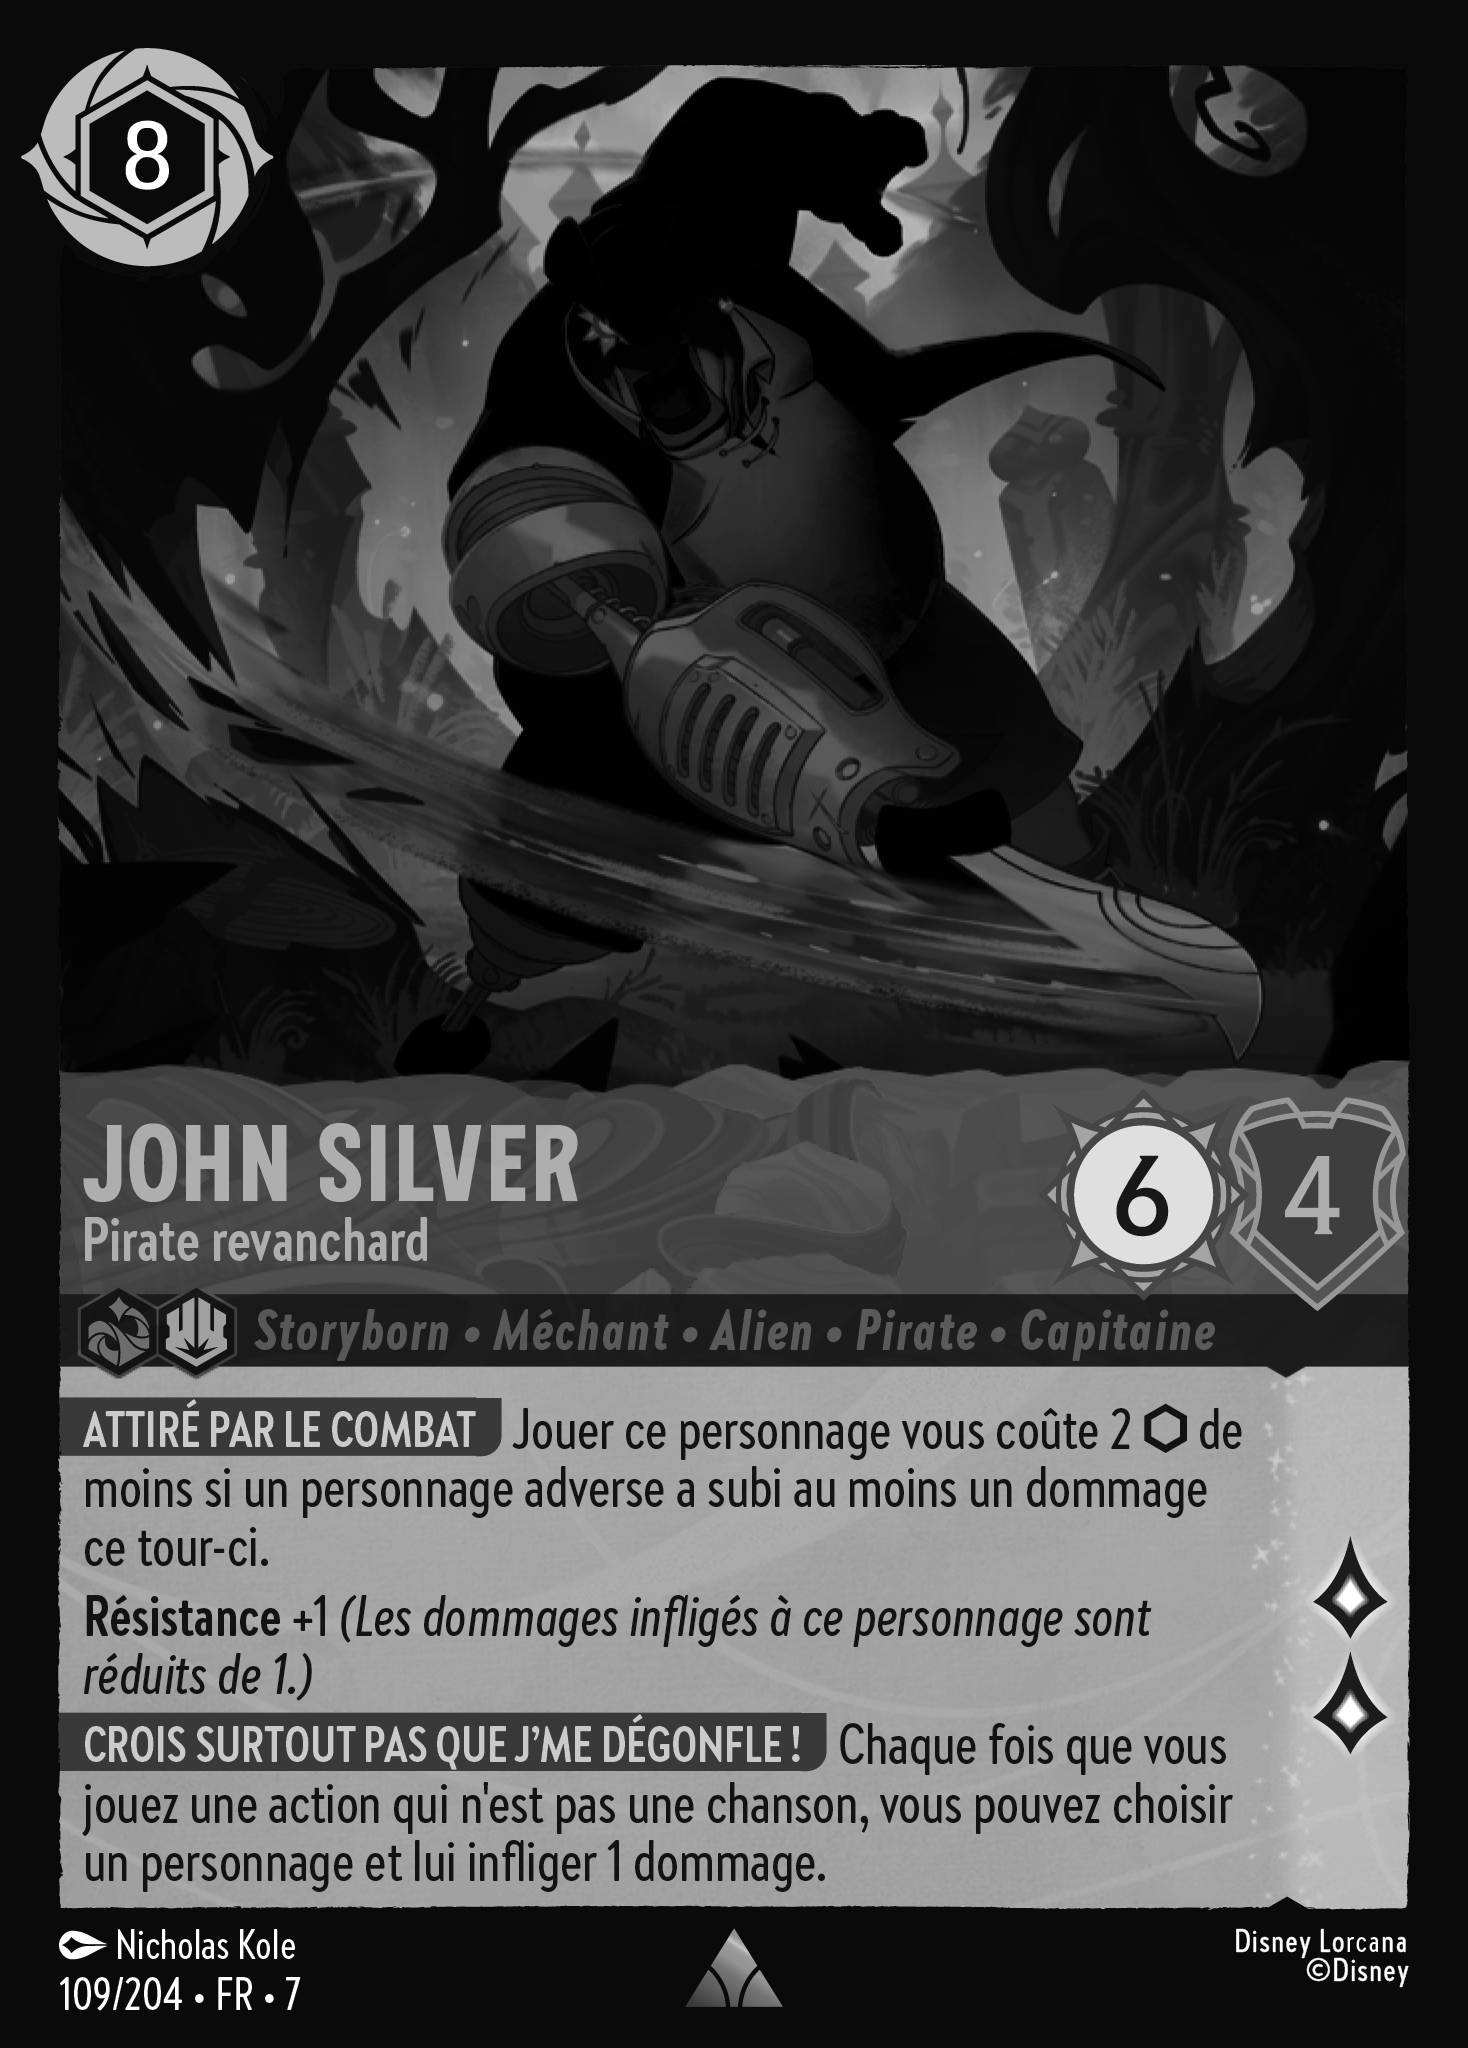 8
JOHN SILVER
Pirate revanchard
6 4
Storyborn • Méchant • Alien • Pirate • Capitaine
ATTIRÉ PAR LE COMBAT Jouer ce personnage vous coûte 2 ⬡ de
moins si un personnage adverse a subi au moins un dommage
ce tour-ci.
Résistance +1 (Les dommages infligés à ce personnage sont
réduits de 1.)
CROIS SURTOUT PAS QUE J’ME DÉGONFLE ! Chaque fois que vous
jouez une action qui n'est pas une chanson, vous pouvez choisir
un personnage et lui infliger 1 dommage.
Nicholas Kole
109/204 • FR • 7
Disney Lorcana
©Disney